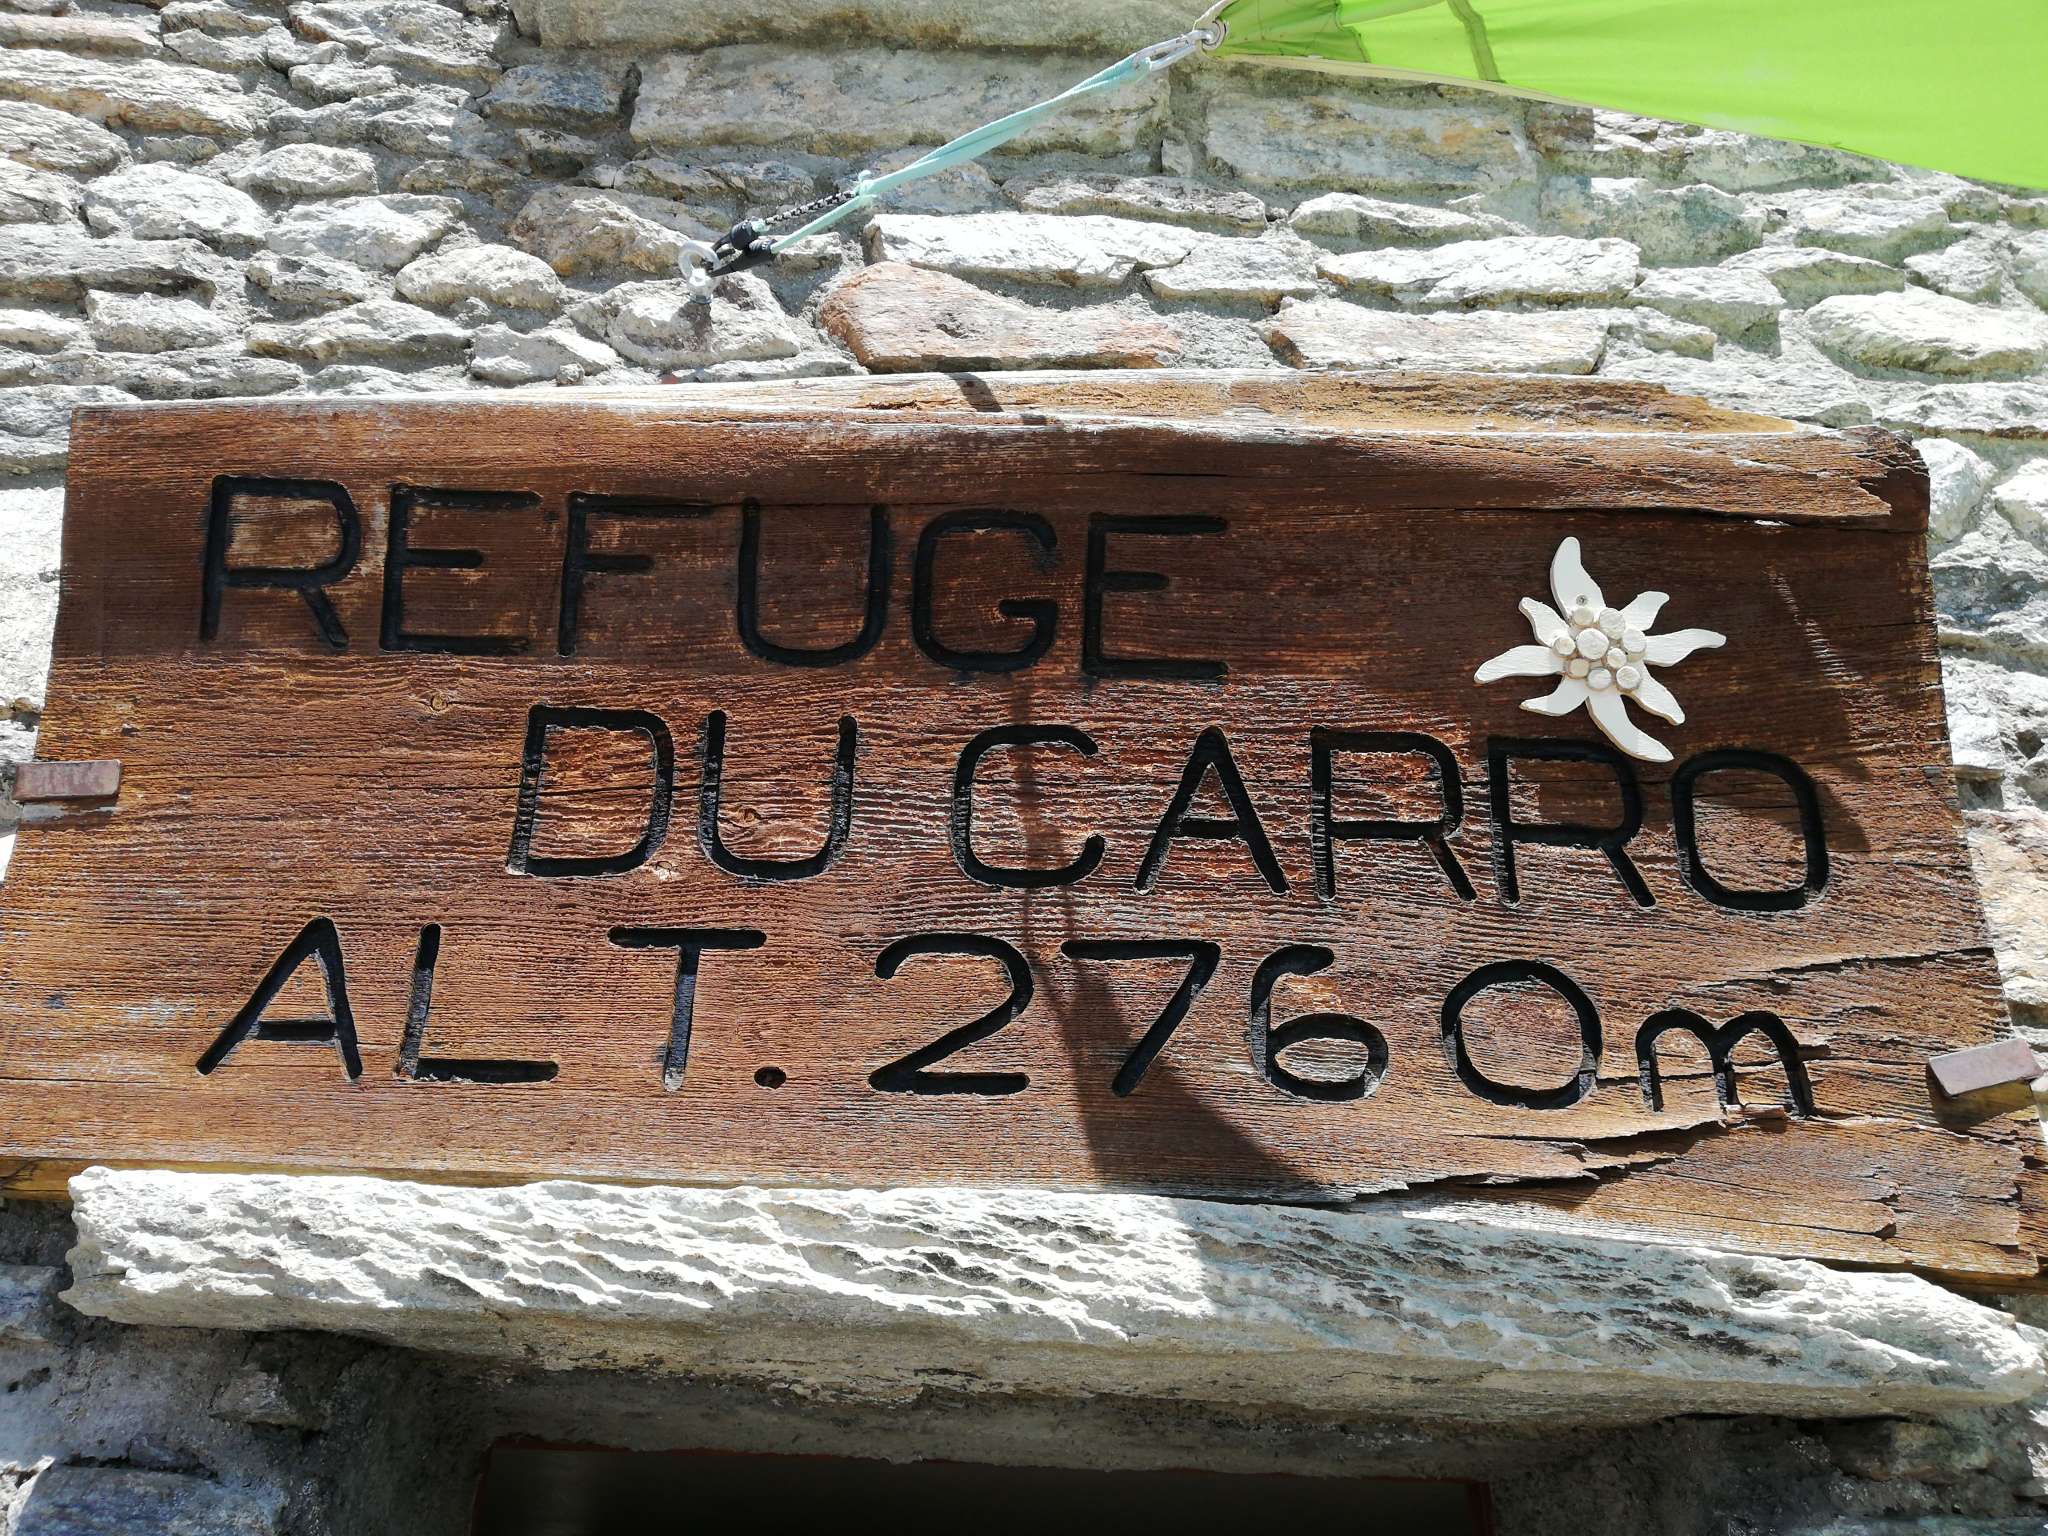 REFUGE
DU CARRO
ALT. 2760m